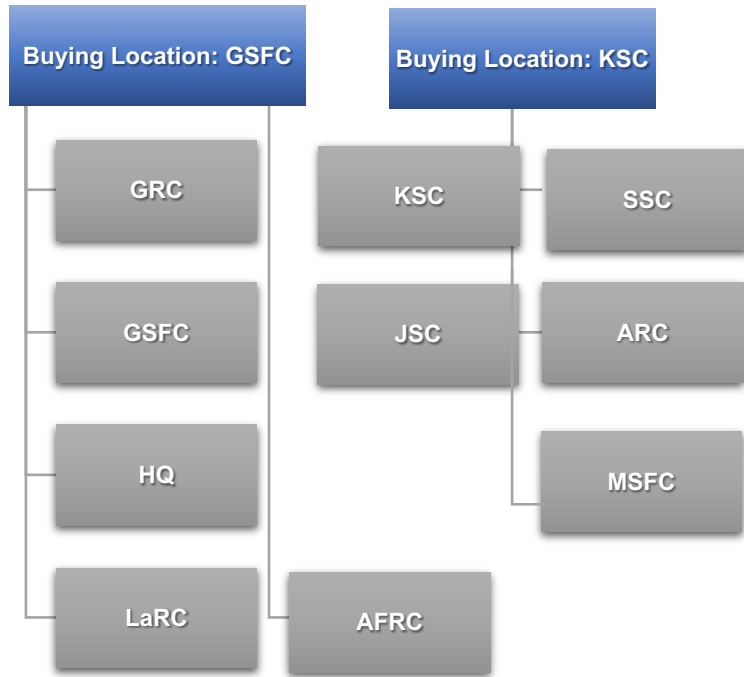 Buying Location: GSFC
GRC
GSFC
HQ
LaRC
AFRC
Buying Location: KSC
KSC
SSC
JSC
ARC
MSFC